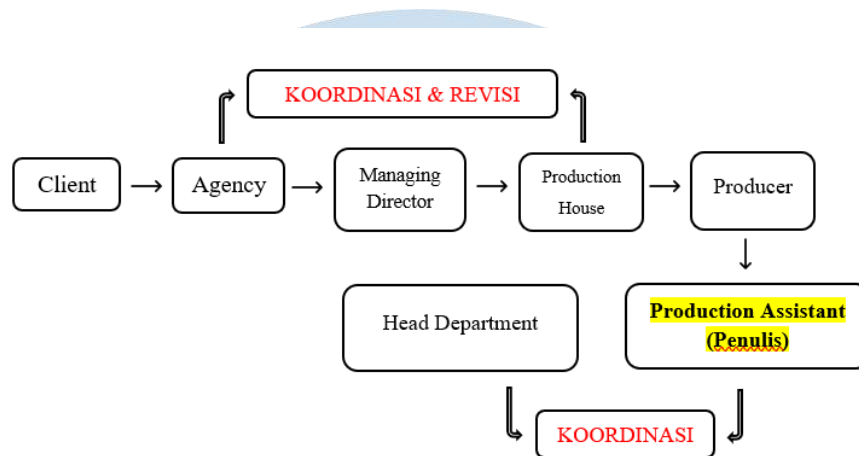 KOORDINASI & REVISI
Client
Agency
Managing
Director
Production
House
Producer
Head Department
Production Assistant
(Penulis)
KOORDINASI